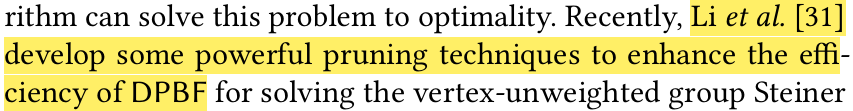 rithm can solve this problem to optimality. Recently, Li et al. [31]
develop some powerful pruning techniques to enhance the effi-
ciency of DPBF for solving the vertex-unweighted group Steiner